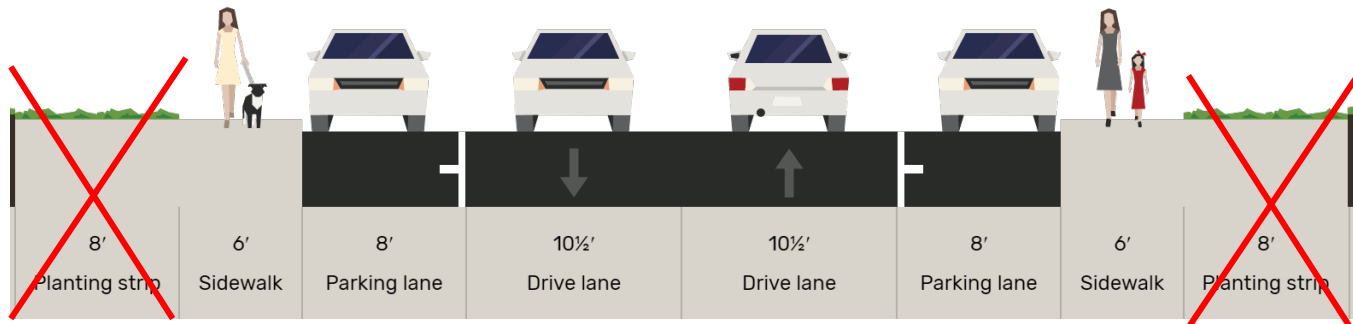 8′ 6′ 8′ 10½′ 10½′ 8′ 6′ 8′
Planting strip Sidewalk Parking lane Drive lane Drive lane Parking lane Sidewalk Planting strip